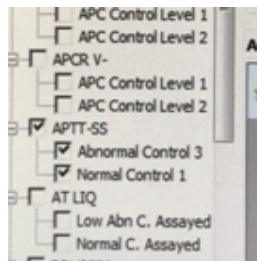 APC Control Level 1
APC Control Level 2
APCR V-
APC Control Level 1
APC Control Level 2
APTT-SS
Abnormal Control 3
Normal Control 1
AT LIQ
Low Abn C. Assayed
Normal C. Assayed